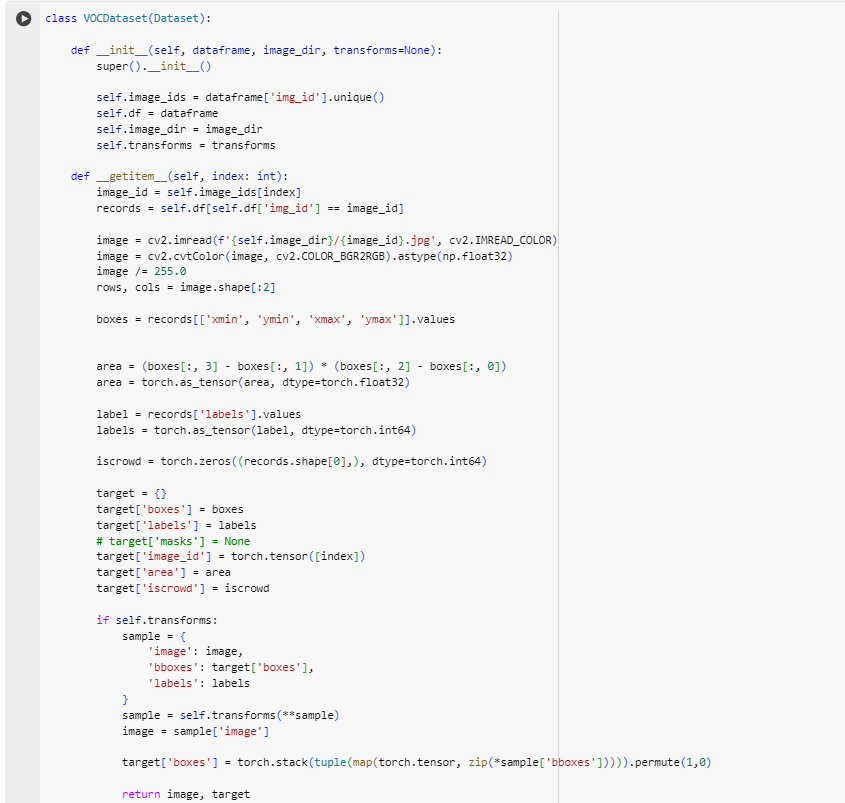 class VOCDataset(Dataset):
def __init__(self, dataframe, image_dir, transforms=None):
super().__init__()
self.image_ids = dataframe['img_id'].unique()
self.df = dataframe
self.image_dir = image_dir
self.transforms = transforms
def __getitem__(self, index: int):
image_id = self.image_ids[index]
records = self.df[self.df['img_id'] == image_id]
image = cv2.imread(f'{self.image_dir}/{image_id}.jpg', cv2.IMREAD_COLOR)
image = cv2.cvtColor(image, cv2.COLOR_BGR2RGB).astype(np.float32)
image /= 255.0
rows, cols = image.shape[:2]
boxes = records[['xmin', 'ymin', 'xmax', 'ymax']].values
area = (boxes[:, 3] - boxes[:, 1]) * (boxes[:, 2] - boxes[:, 0])
area = torch.as_tensor(area, dtype=torch.float32)
label = records['labels'].values
labels = torch.as_tensor(label, dtype=torch.int64)
iscrowd = torch.zeros((records.shape[0],), dtype=torch.int64)
target = {}
target['boxes'] = boxes
target['labels'] = labels
# target['masks'] = None
target['image_id'] = torch.tensor([index])
target['area'] = area
target['iscrowd'] = iscrowd
if self.transforms:
sample = {
'image': image,
'bboxes': target['boxes'],
'labels': labels
}
sample = self.transforms(**sample)
image = sample['image']
target['boxes'] = torch.stack(tuple(map(torch.tensor, zip(*sample['bboxes'])))).permute(1,0)
return image, target